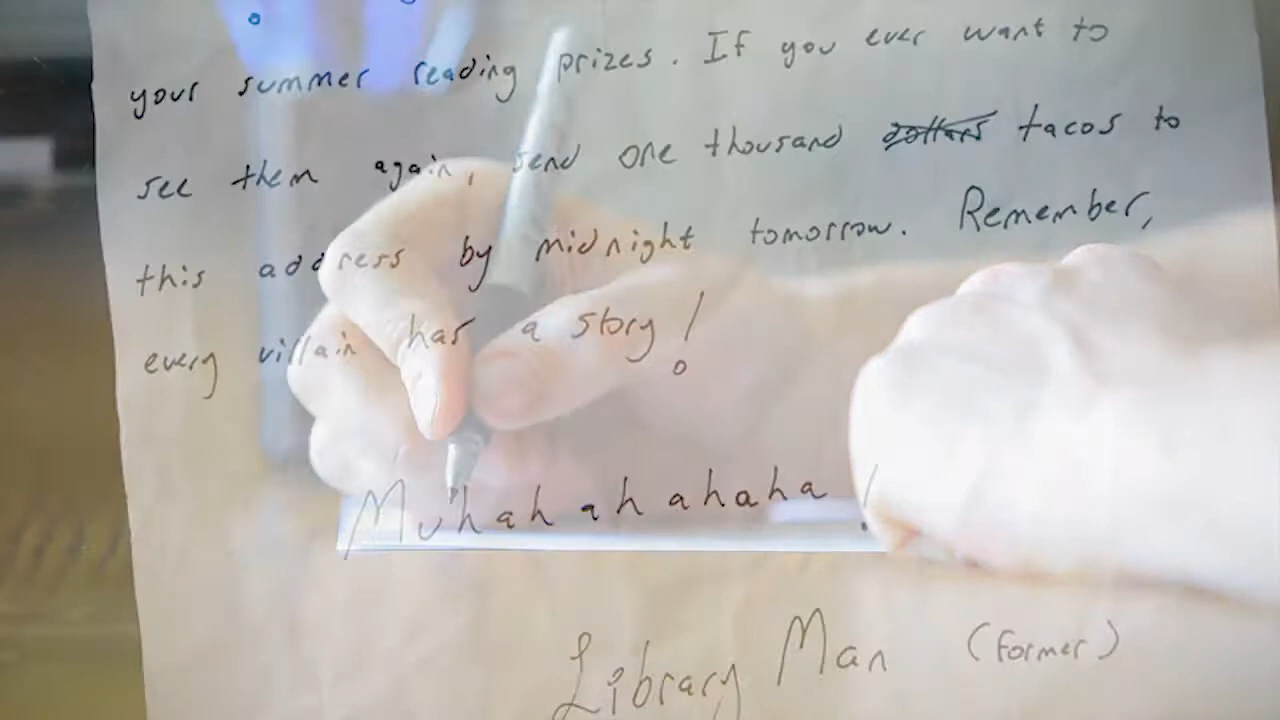 your summer reading prizes. If you ever want to
see them again, send one thousand dollars tacos to
this address by midnight tomorrow. Remember,
every villain has a story!
Muhahahahaha!
Library Man (former)